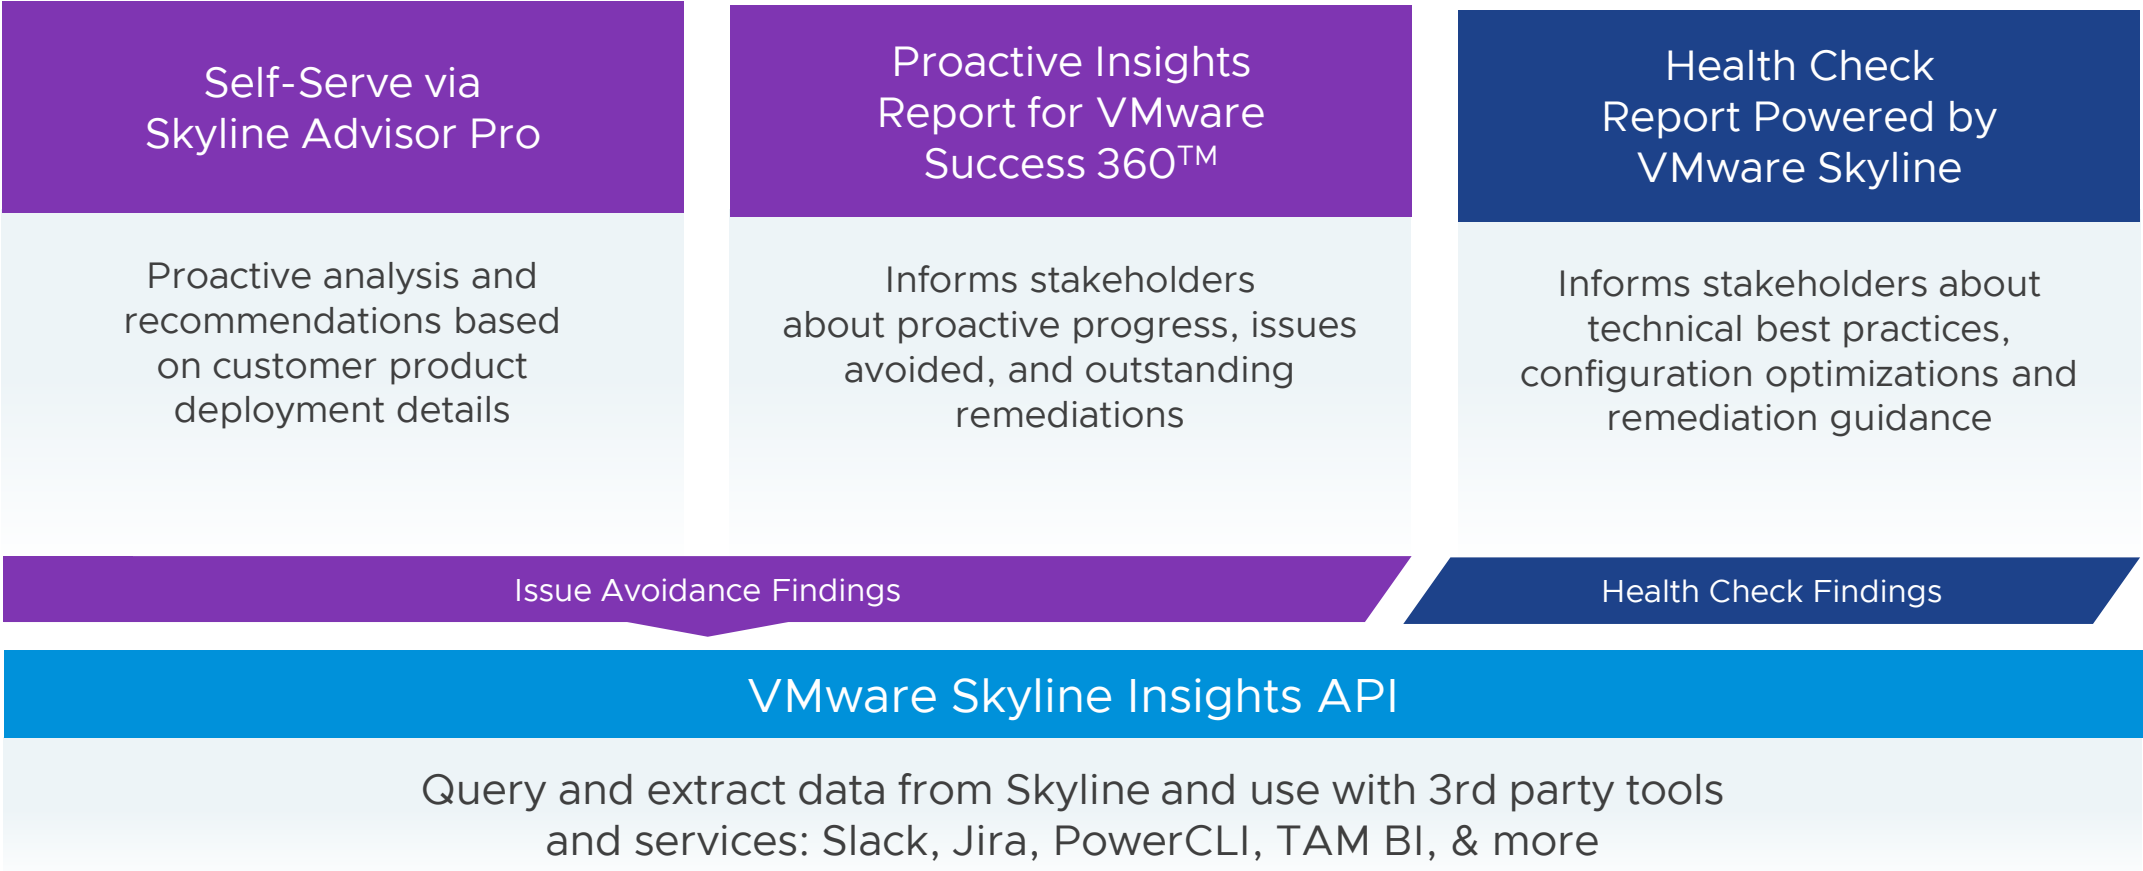 Self-Serve via
Skyline Advisor Pro
Proactive analysis and
recommendations based
on customer product
deployment details
Proactive Insights
Report for VMware
Success 360™
Informs stakeholders
about proactive progress, issues
avoided, and outstanding
remediations
Health Check
Report Powered by
VMware Skyline
Informs stakeholders about
technical best practices,
configuration optimizations and
remediation guidance
Issue Avoidance Findings
Health Check Findings
VMware Skyline Insights API
Query and extract data from Skyline and use with 3rd party tools
and services: Slack, Jira, PowerCLI, TAM BI, & more